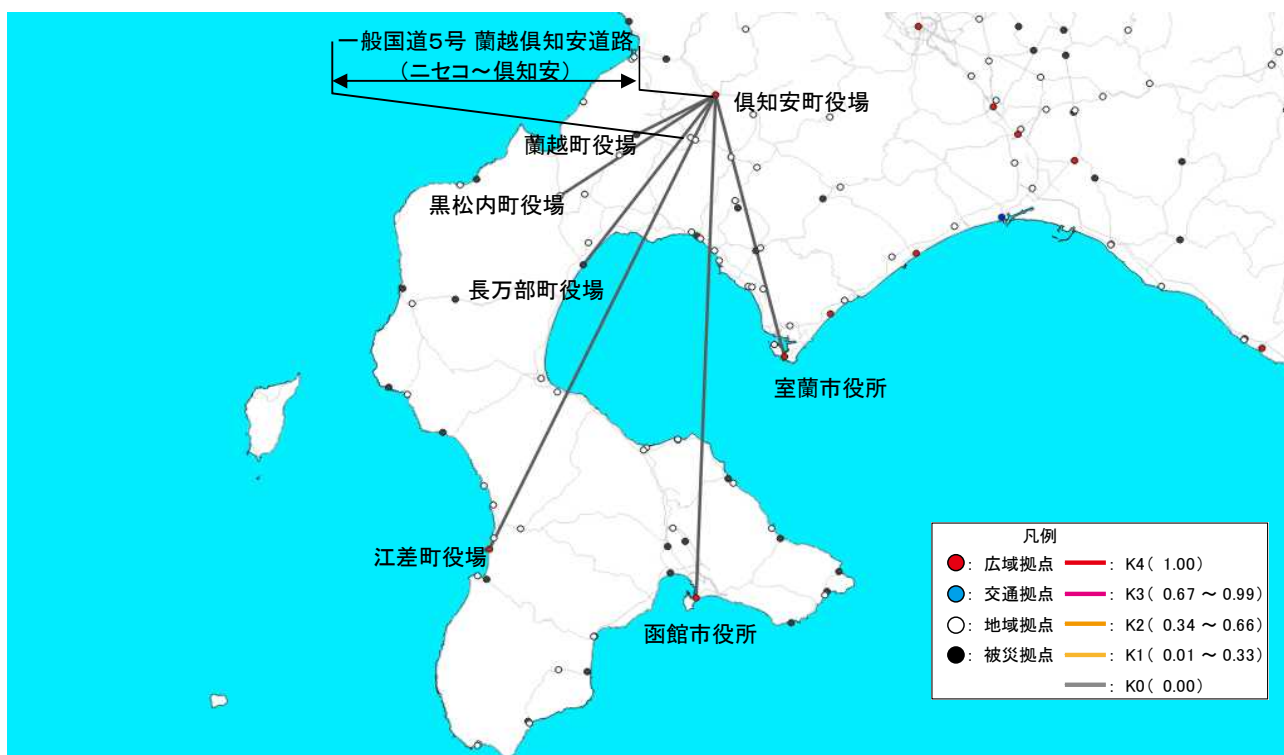 一般国道5号 蘭越倶知安道路
（ニセコ～倶知安）
倶知安町役場
蘭越町役場
黒松内町役場
長万部町役場
室蘭市役所
江差町役場
函館市役所
凡例
：広域拠点 ：K4( 1.00)
：交通拠点 ：K3( 0.67 ～ 0.99)
：地域拠点 ：K2( 0.34 ～ 0.66)
：被災拠点 ：K1( 0.01 ～ 0.33)
：K0( 0.00)